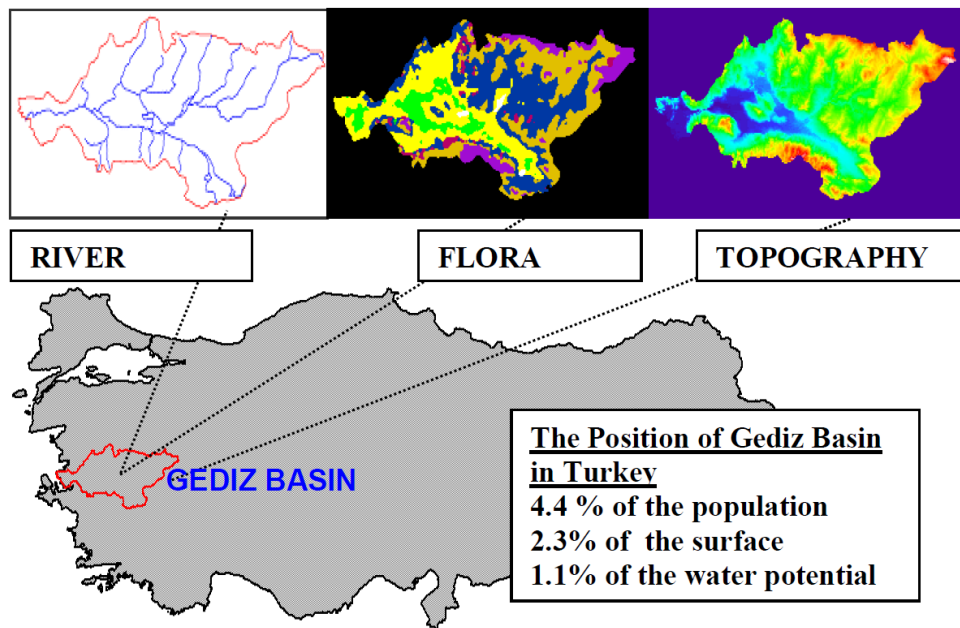 RIVER
FLORA
TOPOGRAPHY
GEDIZ BASIN
The Position of Gediz Basin
in Turkey
4.4 % of the population
2.3% of the surface
1.1% of the water potential